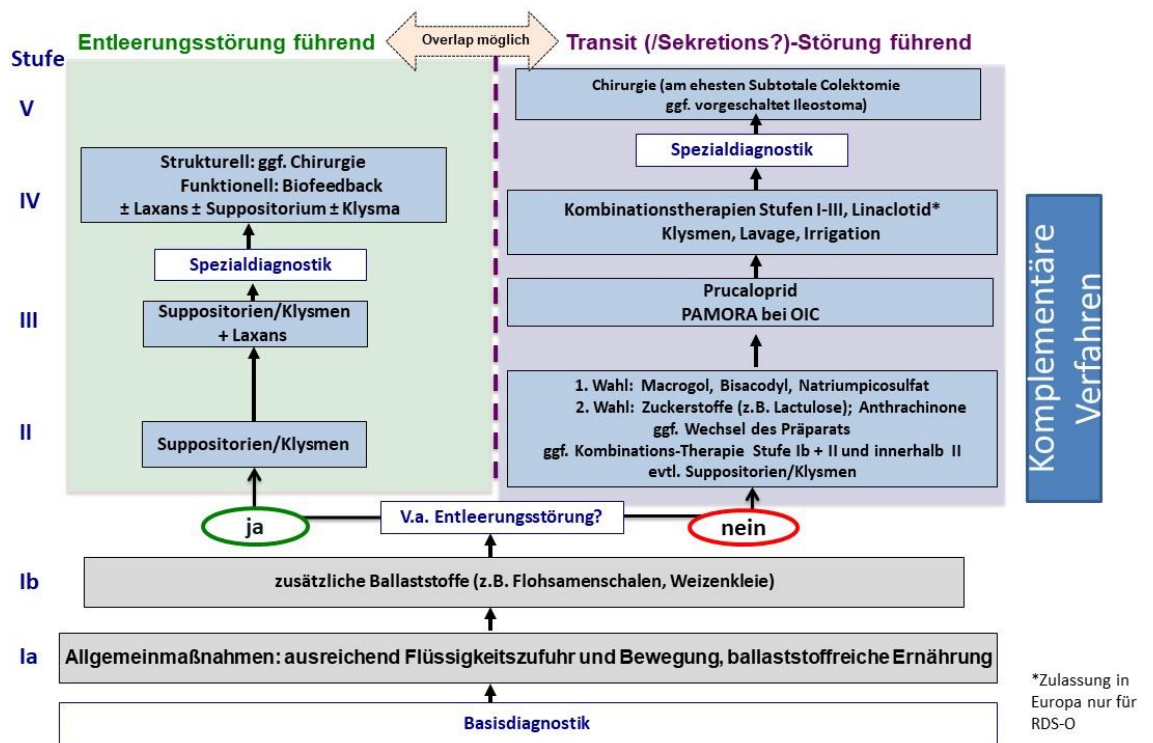 Entleerungsstörung führend
Overlap möglich
Transit (/Sekretions?)-Störung führend
Stufe
V
Chirurgie (am ehesten Subtotale Colektomie
ggf. vorgeschaltet Ileostoma)
Spezialdiagnostik
IV
Strukturell: ggf. Chirurgie
Funktionell: Biofeedback
± Laxans ± Suppositorium ± Klysma
Kombinationstherapien Stufen I-III, Linaclotid*
Klysmen, Lavage, Irrigation
Spezialdiagnostik
III
Suppositorien/Klysmen
+ Laxans
Prucaloprid
PAMORA bei OIC
II
Suppositorien/Klysmen
1. Wahl: Macrogol, Bisacodyl, Natriumpicosulfat
2. Wahl: Zuckerstoffe (z.B. Lactulose); Anthrachinone
ggf. Wechsel des Präparats
ggf. Kombinations-Therapie Stufe Ib + II und innerhalb II
evtl. Suppositorien/Klysmen
Komplementäre
Verfahren
ja
V.a. Entleerungsstörung?
nein
Ib
zusätzliche Ballaststoffe (z.B. Flohsamenschalen, Weizenkleie)
Ia
Allgemeinmaßnahmen: ausreichend Flüssigkeitszufuhr und Bewegung, ballaststoffreiche Ernährung
Basisdiagnostik
*Zulassung in
Europa nur für
RDS-O